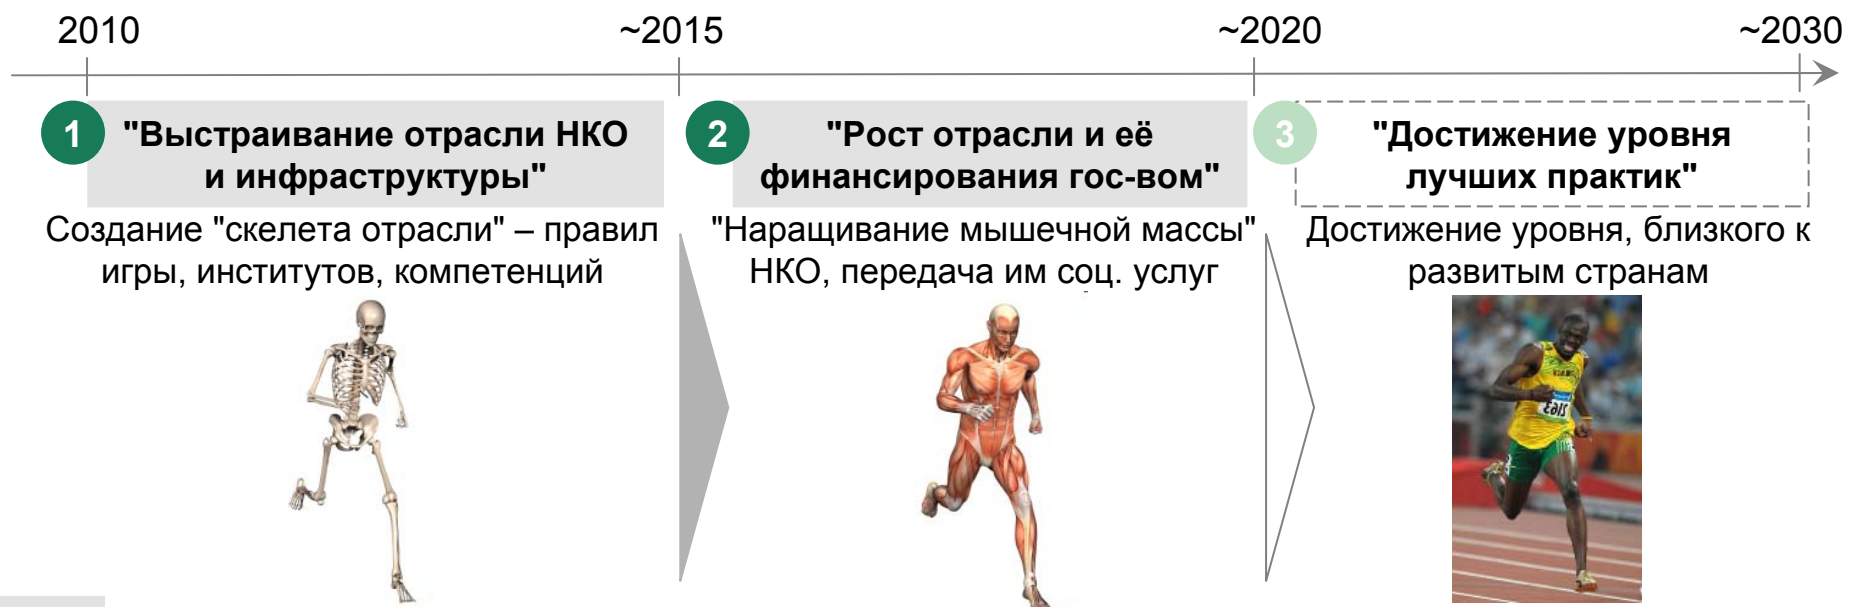 2010
~2015
~2020
~2030
1
"Выстраивание отрасли НКО
и инфраструктуры"
Создание "скелета отрасли" – правил
игры, институтов, компетенций
2
"Рост отрасли и её
финансирования гос-вом"
"Наращивание мышечной массы"
НКО, передача им соц. услуг
3
"Достижение уровня
лучших практик"
Достижение уровня, близкого к
развитым странам